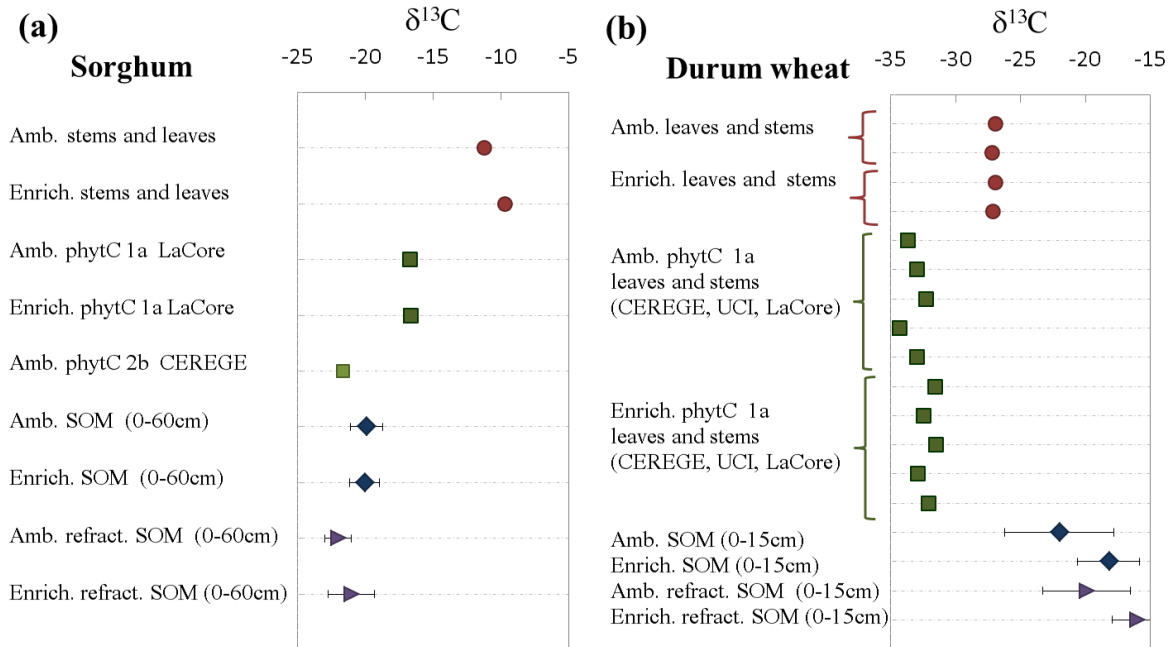 (a)
δ¹³C
Sorghum
-25 -20 -15 -10 -5
Amb. stems and leaves
Enrich. stems and leaves
Amb. phytC 1a LaCore
Enrich. phytC 1a LaCore
Amb. phytC 2b CEREGE
Amb. SOM (0-60cm)
Enrich. SOM (0-60cm)
Amb. refract. SOM (0-60cm)
Enrich. refract. SOM (0-60cm)
(b)
δ¹³C
Durum wheat
-35 -30 -25 -20 -15
Amb. leaves and stems
Enrich. leaves and stems
Amb. phytC 1a
leaves and stems
(CEREGE, UCI, LaCore)
Enrich. phytC 1a
leaves and stems
(CEREGE, UCI, LaCore)
Amb. SOM (0-15cm)
Enrich. SOM (0-15cm)
Amb. refract. SOM (0-15cm)
Enrich. refract. SOM (0-15cm)